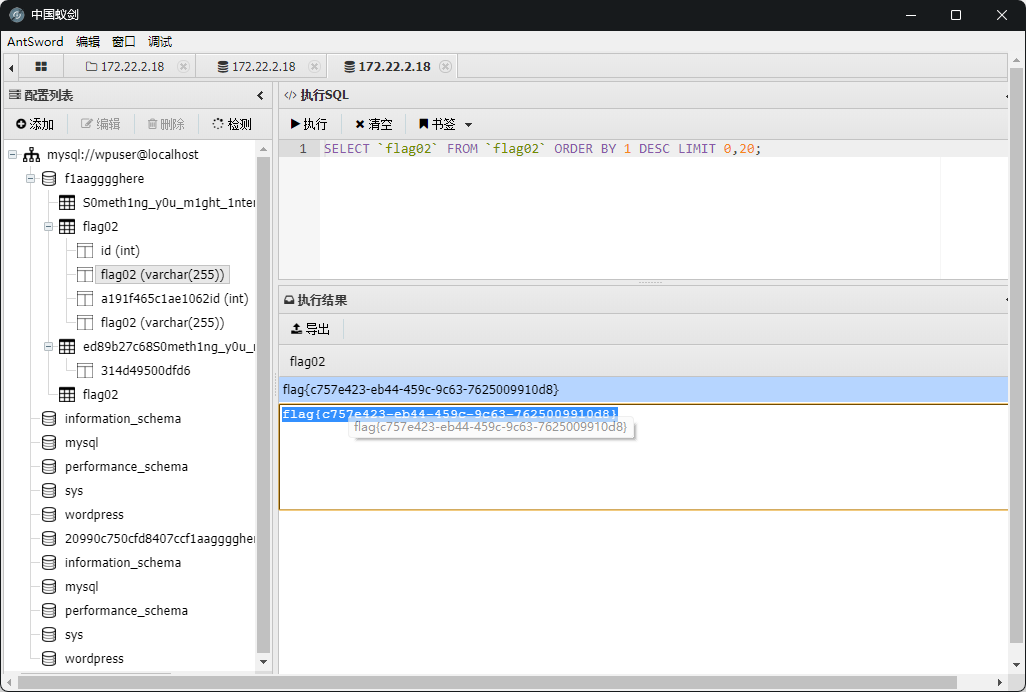 中国蚁剑
AntSword 编辑 窗口 调试
172.22.2.18 172.22.2.18 172.22.2.18
配置列表
添加 编辑 删除 检测
mysql://wpuser@localhost
f1aagggghere
S0meth1ng_y0u_m1ght_1nter
flag02
id (int)
flag02 (varchar(255))
a191f465c1ae1062id (int)
flag02 (varchar(255))
ed89b27c68S0meth1ng_y0u_
314d49500dfd6
flag02
information_schema
mysql
performance_schema
sys
wordpress
20990c750cfd8407ccf1aaggggher
information_schema
mysql
performance_schema
sys
wordpress
</> 执行SQL
执行 清空 书签
1 SELECT `flag02` FROM `flag02` ORDER BY 1 DESC LIMIT 0,20;
执行结果
导出
flag02
flag{c757e423-eb44-459c-9c63-7625009910d8}
flag{c757e423-eb44-459c-9c63-7625009910d8}
flag{c757e423-eb44-459c-9c63-7625009910d8}